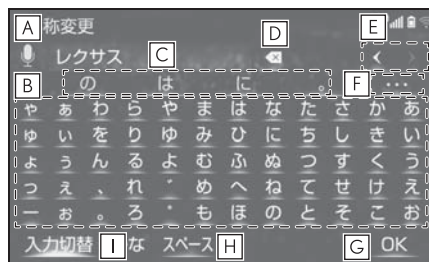 A 称変更 E
レクサス C D
の は に 。 F
B
や あ わ ら や ま は な た さ か あ
ゆ い を り ゆ み ひ に ち し き い
ょ ぅ ん る よ む ふ ぬ つ す く う
っ ぇ 、 れ ゛ め へ ね て せ け え
ー ぉ 。 ろ ゜ も ほ の と そ こ お
入力切替 I な スペース H G OK